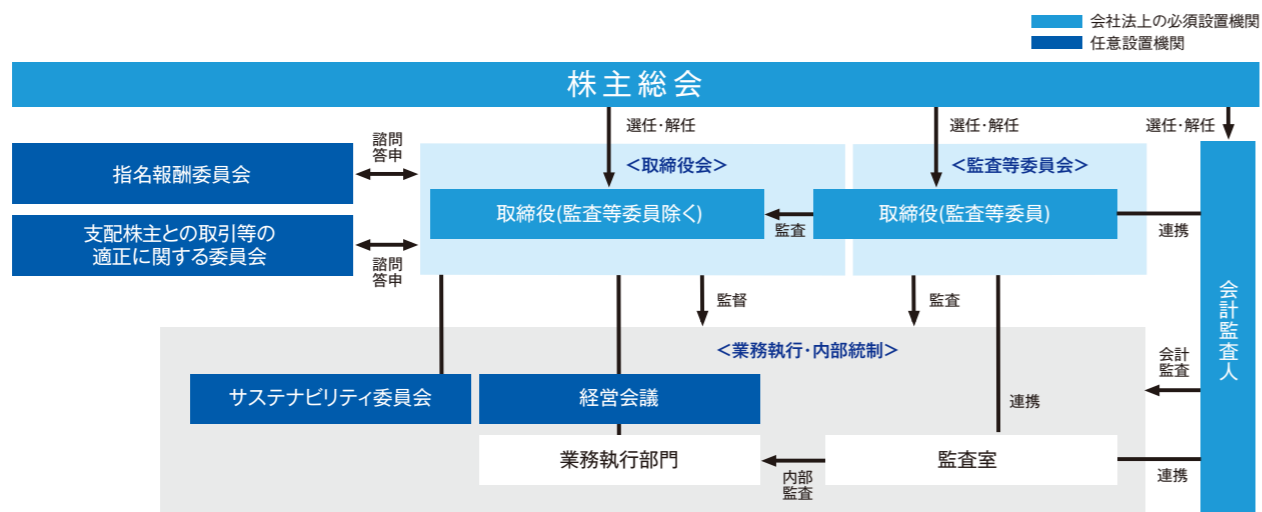 会社法上の必須設置機関
任意設置機関
株主総会
選任・解任
選任・解任
選任・解任
諮問
答申
指名報酬委員会
<取締役会>
<監査等委員会>
取締役(監査等委員除く)
監査
取締役(監査等委員)
連携
支配株主との取引等の
適正に関する委員会
諮問
答申
監督
監査
会計監査人
<業務執行・内部統制>
会計
監査
サステナビリティ委員会
経営会議
連携
業務執行部門
内部
監査
監査室
連携